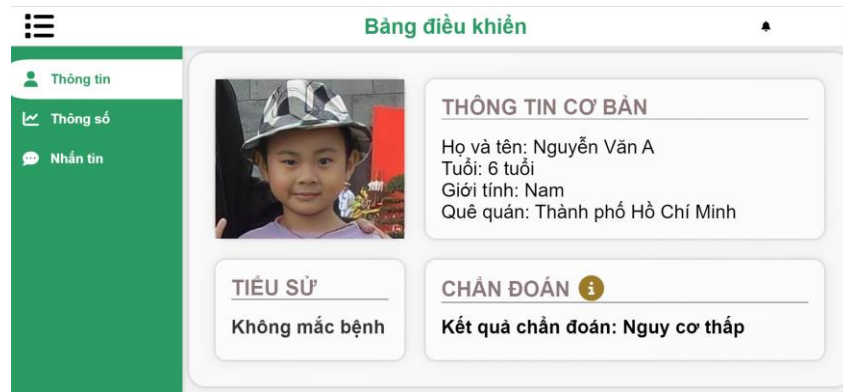 Bảng điều khiển
Thông tin
Thông số
Nhắn tin
THÔNG TIN CƠ BẢN
Họ và tên: Nguyễn Văn A
Tuổi: 6 tuổi
Giới tính: Nam
Quê quán: Thành phố Hồ Chí Minh
TIỂU SỬ
Không mắc bệnh
CHẨN ĐOÁN i
Kết quả chẩn đoán: Nguy cơ thấp